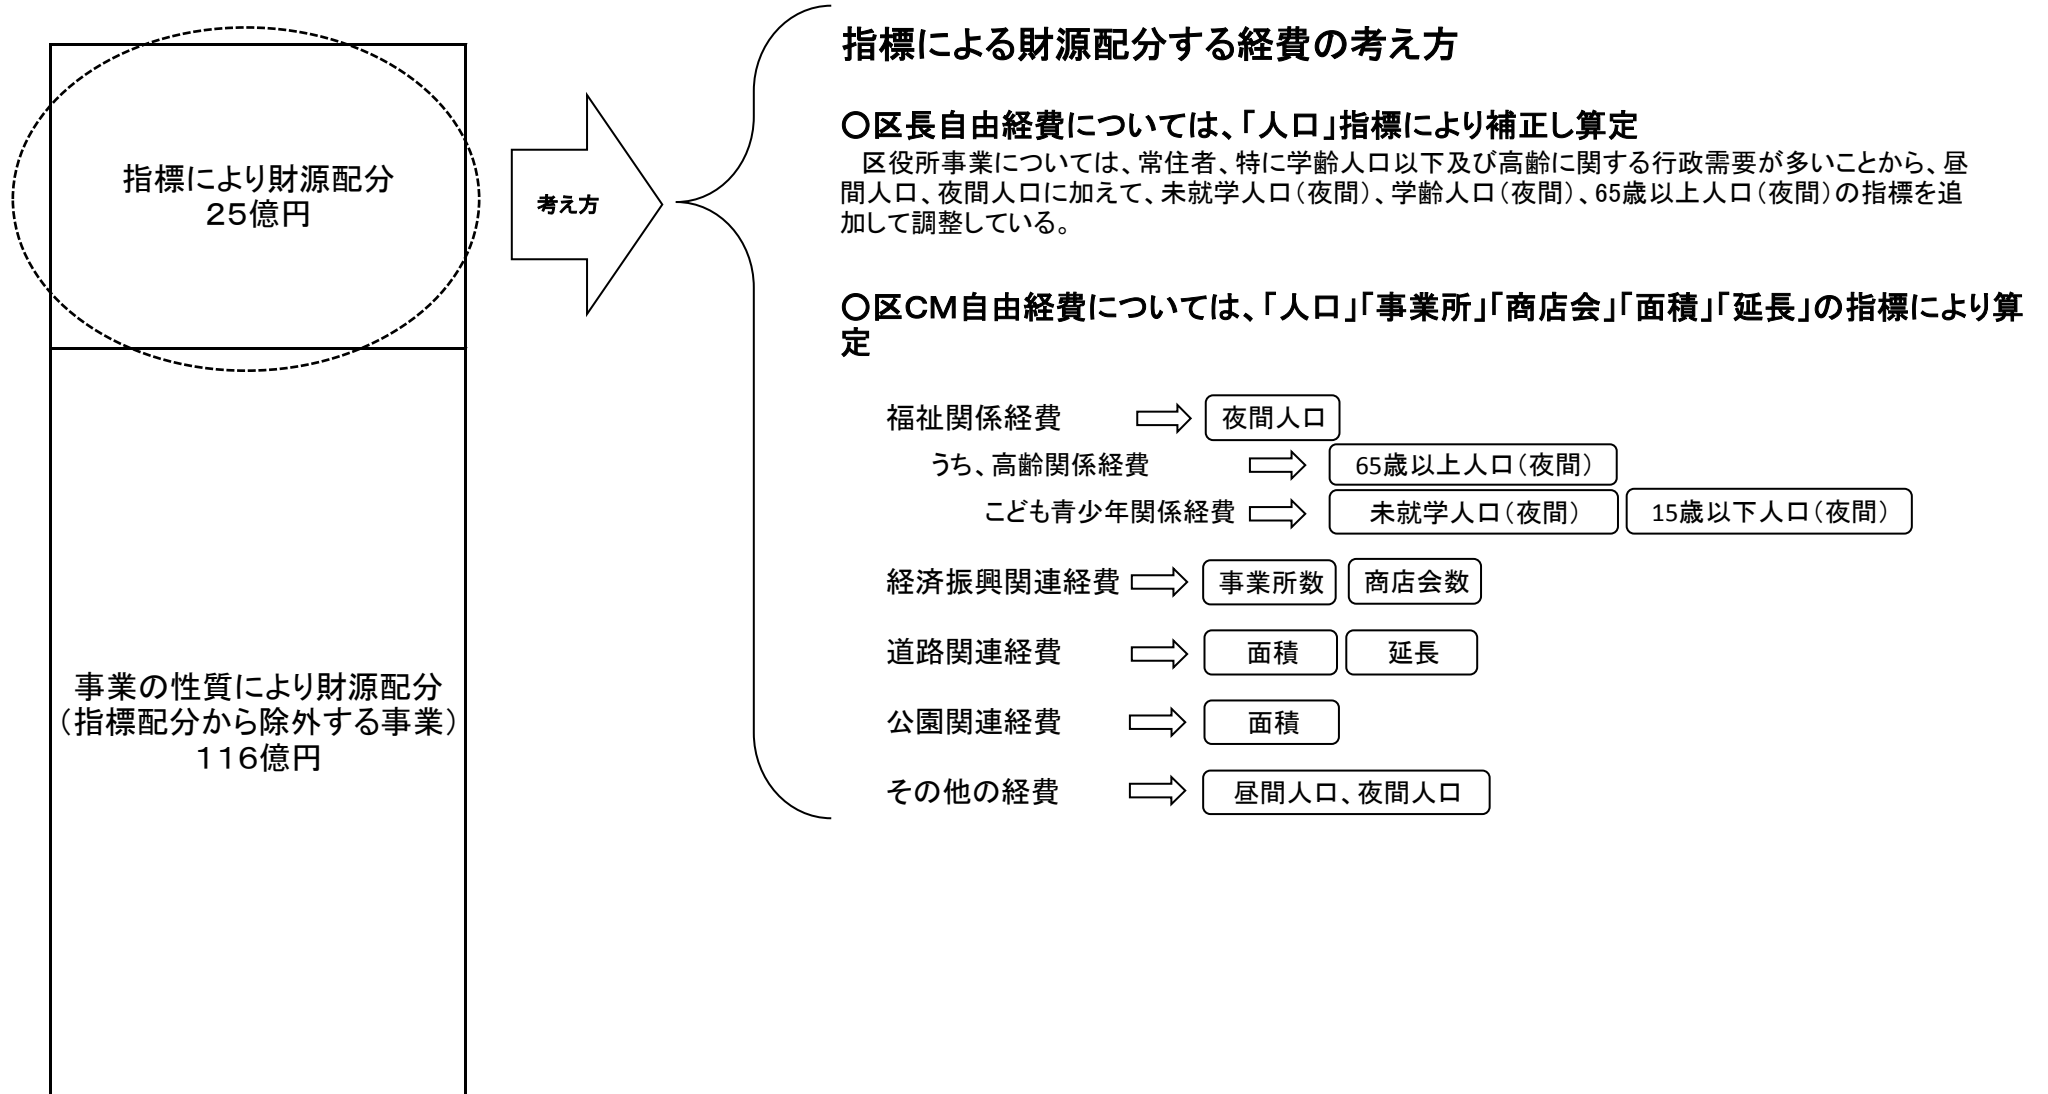 指標により財源配分
25億円
事業の性質により財源配分
（指標配分から除外する事業）
116億円
考え方
指標による財源配分する経費の考え方
○区長自由経費については、「人口」指標により補正し算定
区役所事業については、常住者、特に学齢人口以下及び高齢に関する行政需要が多いことから、昼
間人口、夜間人口に加えて、未就学人口（夜間）、学齢人口（夜間）、65歳以上人口（夜間）の指標を追
加して調整している。
○区CM自由経費については、「人口」「事業所」「商店会」「面積」「延長」の指標により算
定
福祉関係経費 夜間人口
うち、高齢関係経費 65歳以上人口（夜間）
こども青少年関係経費 未就学人口（夜間） 15歳以下人口（夜間）
経済振興関連経費 事業所数 商店会数
道路関連経費 面積 延長
公園関連経費 面積
その他の経費 昼間人口、夜間人口